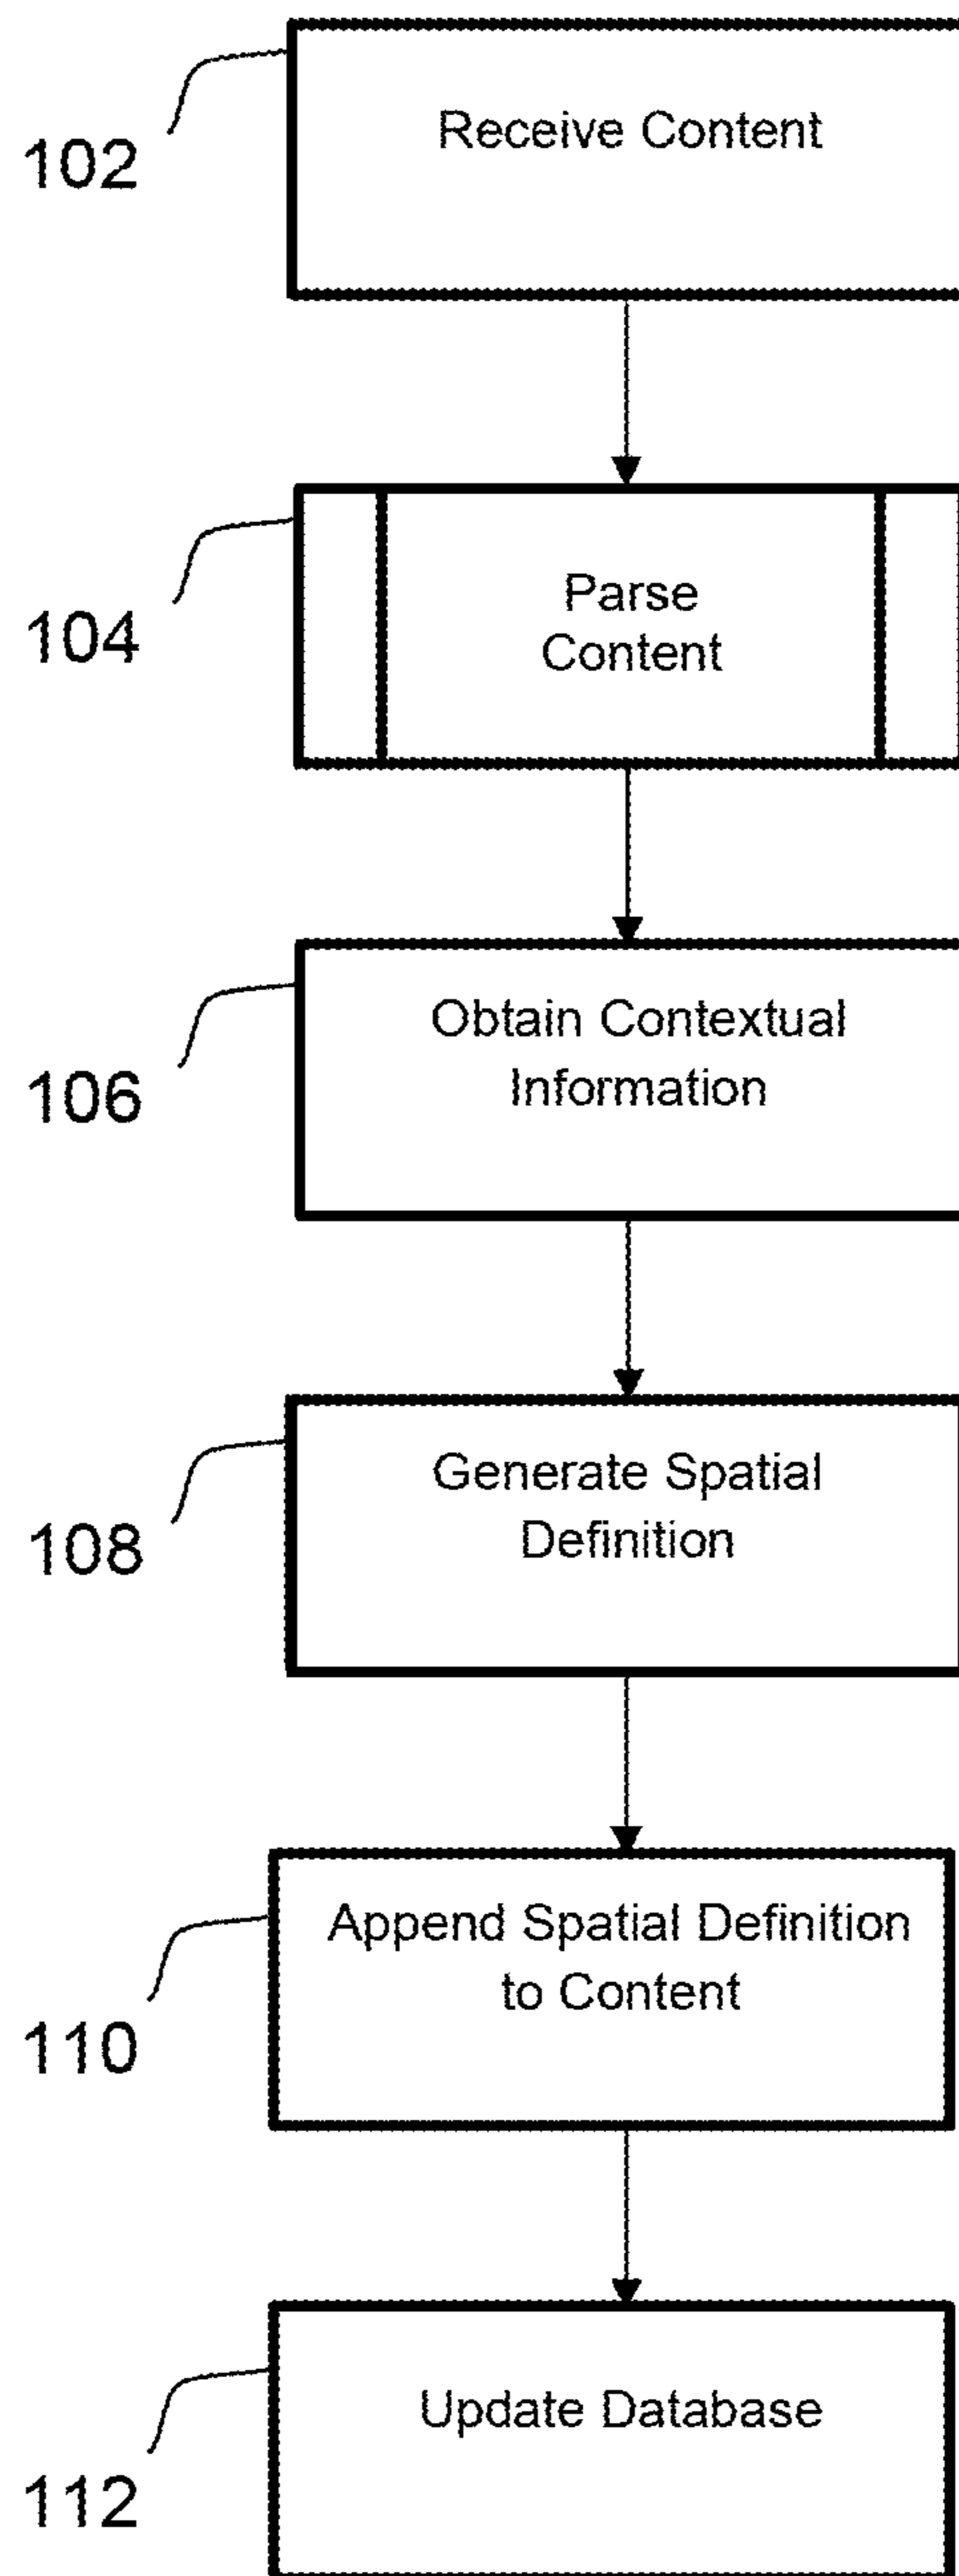 Receive Content
102
Parse
Content
104
Obtain Contextual
Information
106
Generate Spatial
Definition
108
Append Spatial Definition
to Content
110
Update Database
112